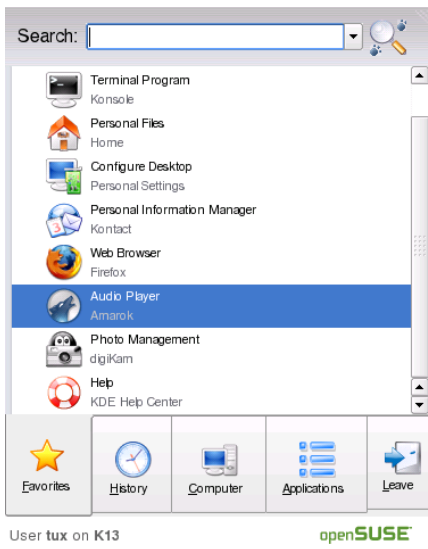 Search:
Terminal Program
Konsole
Personal Files
Home
Configure Desktop
Personal Settings
Personal Information Manager
Kontact
Web Browser
Firefox
Audio Player
Amarok
Photo Management
digiKam
Help
KDE Help Center
Favorites
History
Computer
Applications
Leave
User tux on K13
openSUSE